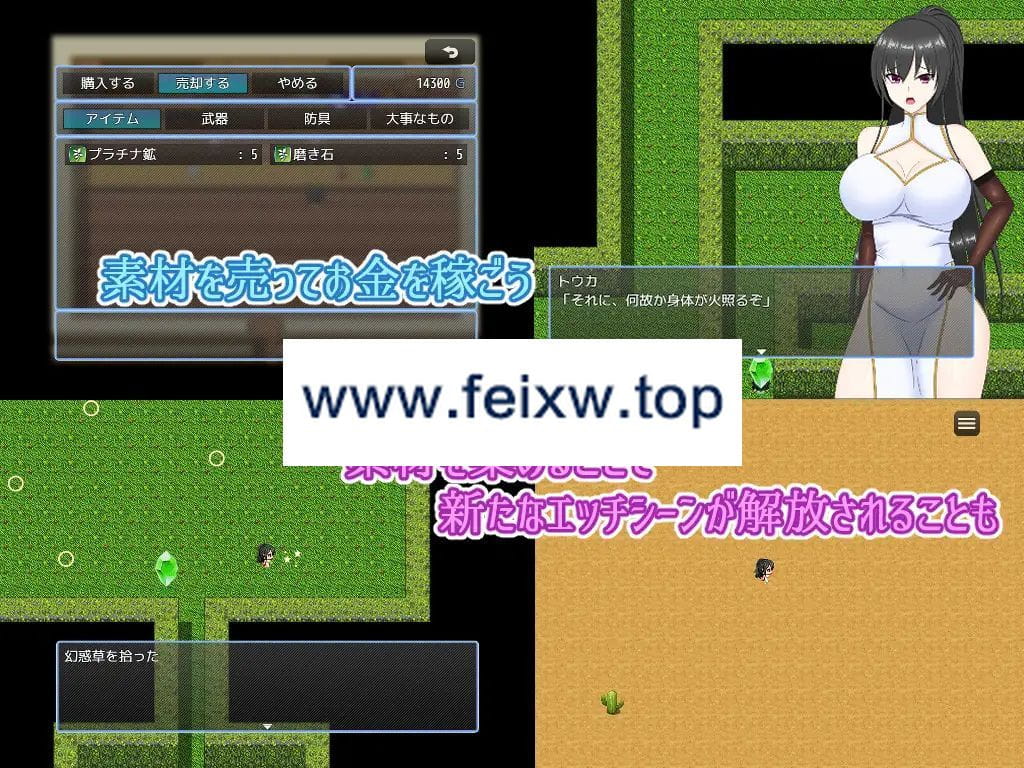 購入する 売却する やめる 14300 G
アイテム 武器 防具 大事なもの
プラチナ鉱 : 5 磨き石 : 5
素材を売ってお金を稼ごう
トウカ
「それに、何故か身体が火照るぞ」
www.feixw.top
新たなエッチシーンが解放されることも
幻惑草を拾った